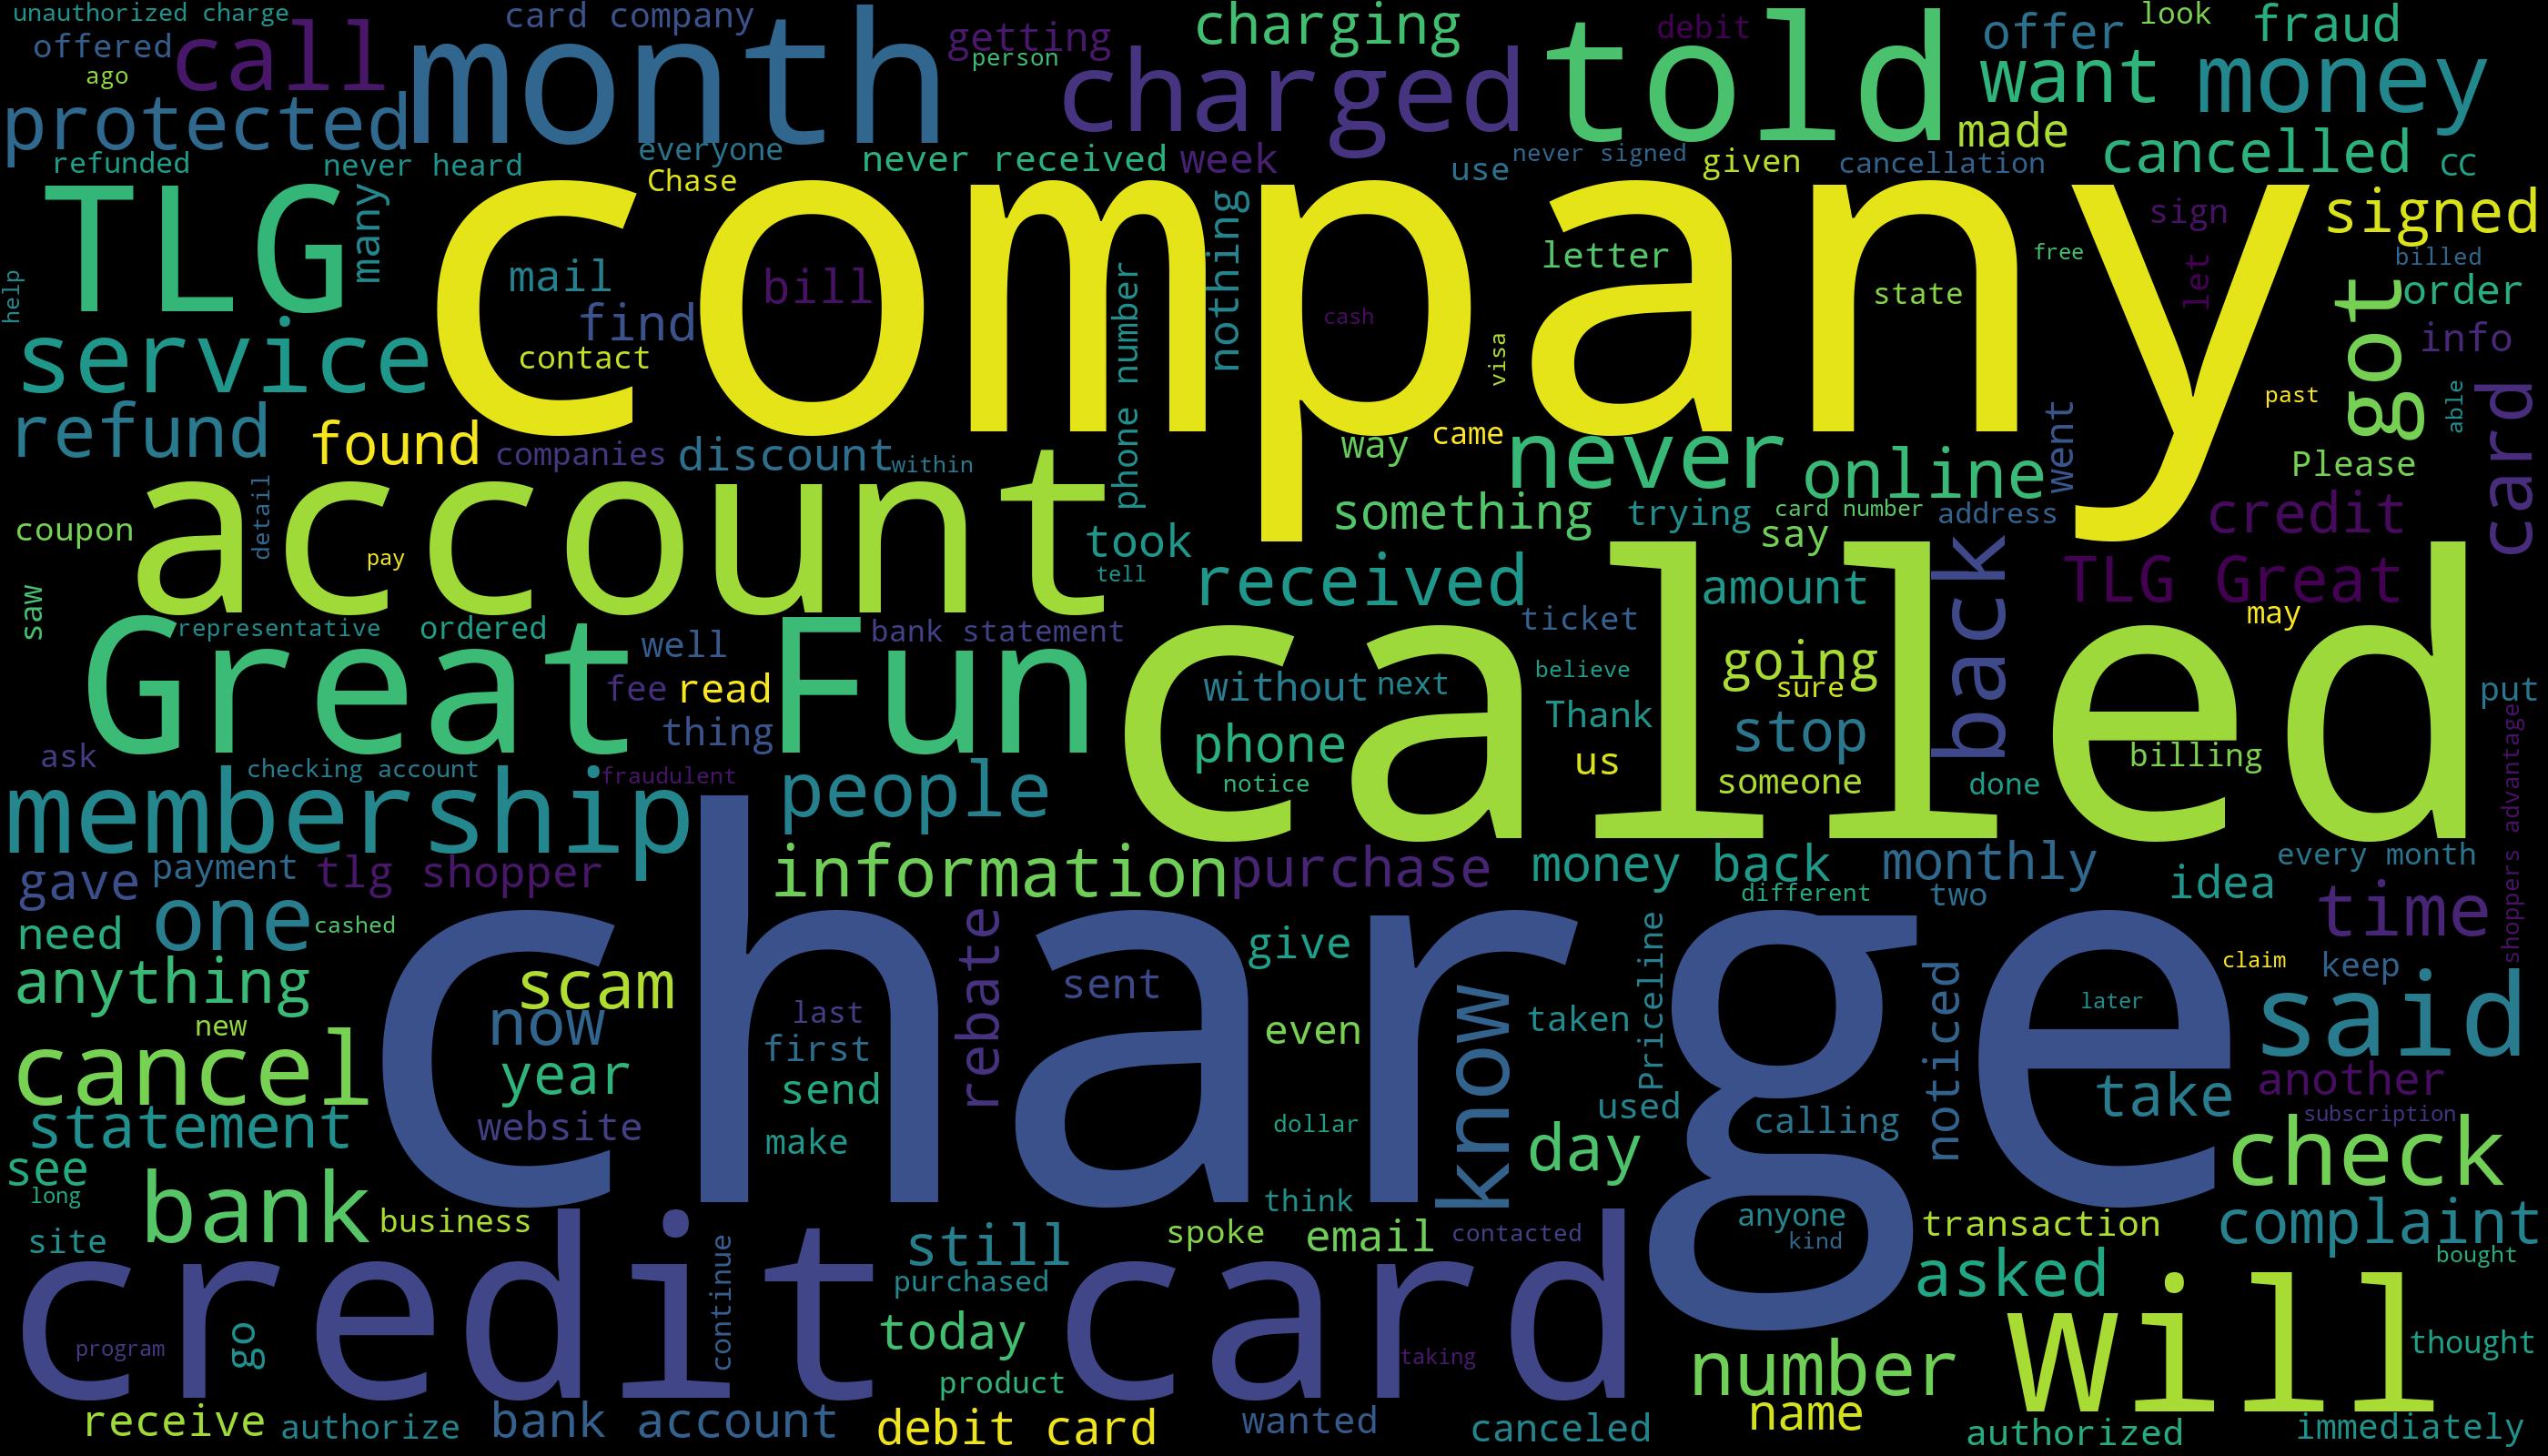 unauthorized charge
card company
getting
charging
debit
offer
look
fraud
offered
call
month
person
charged
told
want
money
ago
protected
made
cancelled
CC
refunded
never heard
everyone
never received
week
use
never signed
given
cancellation
Chase
TLG
many
company
nothing
sign
signed
help
mail
bill
find
contact
letter
state
free
let
billed
order
got
info
phone number
cash
visa
service
refund
found
companies
discount
within
way
came
never
online
went
past
able
Please
card
account
detail
coupon
pay
took
tell
something
trying
say
card number
address
credit
saw
received
amount
back
TLG Great
may
representative
ordered
well
bank statement
ticket
Great Fun
called
fee
read
thing
without
next
believe
going
sure
put
ask
phone
Thank
us
stop
billing
checking account
fraudulent
people
notice
someone
done
shoppers advantage
membership
gave
payment
tlg shopper
information
purchase
money back
different
monthly
two
idea
every month
need
one
cashed
charge
rebate
give
Priceline
time
claim
keep
anything
scam
now
last
sent
know
taken
noticed
later
said
new
cancel
year
first
send
even
used
take
another
website
make
dollar
calling
subscription
statement
see
day
check
long
bank
business
think
anyone
kind
transaction
complaint
site
still
spoke
email
contacted
bought
credit card
continue
purchased
asked
will
program
go
today
taking
number
thought
product
receive
authorize
bank account
debit card
wanted
canceled
name
authorized
immediately